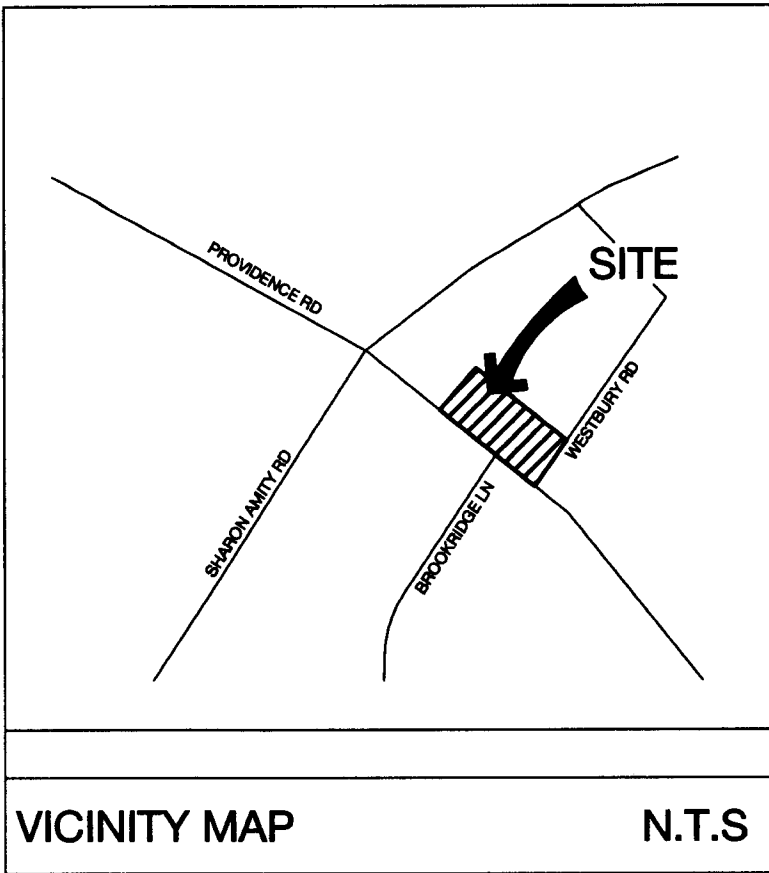 PROVIDENCE RD
SITE
WESTBURY RD
SHARON AMITY RD
BROOKRIDGE LN
VICINITY MAP N.T.S